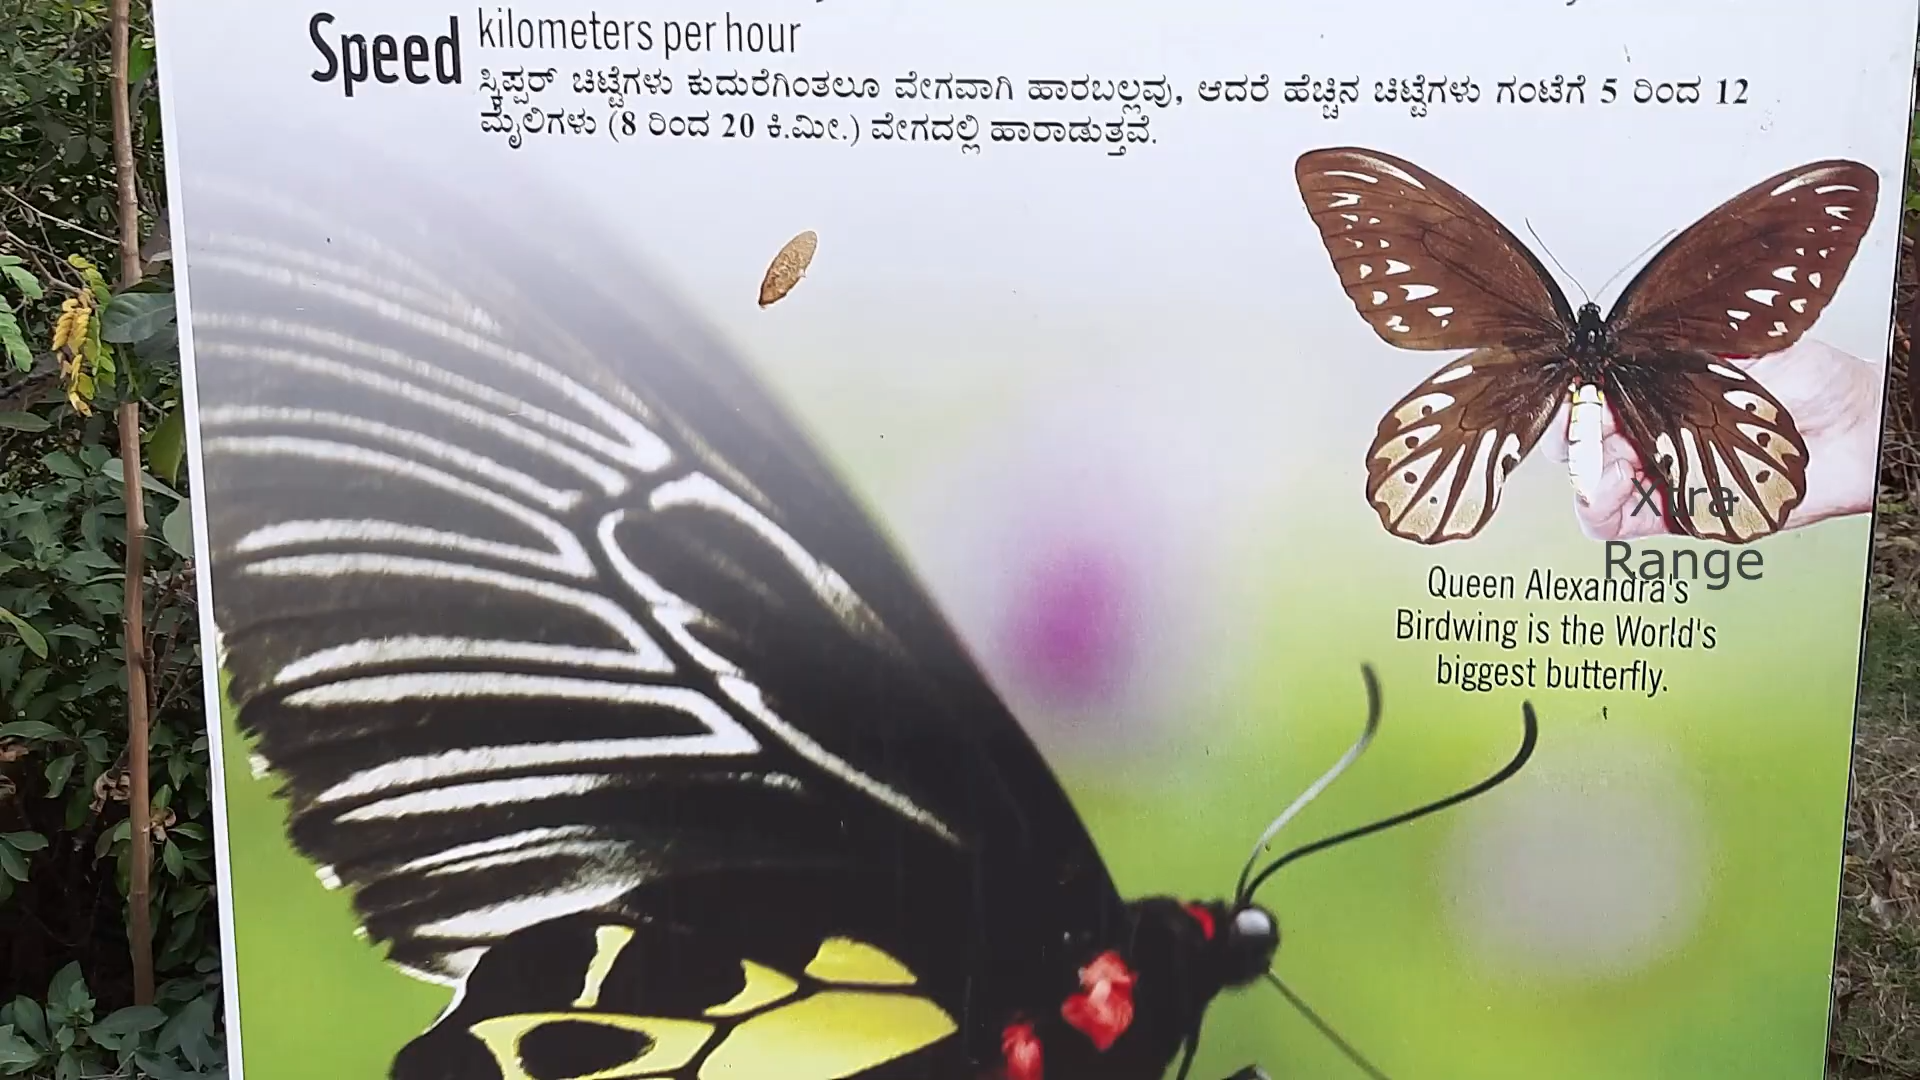 Speed
kilometers per hour
ಸ್ಕಿಪ್ಪರ್ ಚಿಟ್ಟೆಗಳು ಕುದುರೆಗಿಂತಲೂ ವೇಗವಾಗಿ ಹಾರಬಲ್ಲವು, ಆದರೆ ಹೆಚ್ಚಿನ ಚಿಟ್ಟೆಗಳು ಗಂಟೆಗೆ 5 ರಿಂದ 12
ಮೈಲಿಗಳು (8 ರಿಂದ 20 ಕಿ.ಮೀ.) ವೇಗದಲ್ಲಿ ಹಾರಾಡುತ್ತವೆ.
Xtra
Range
Queen Alexandra's
Birdwing is the World's
biggest butterfly.